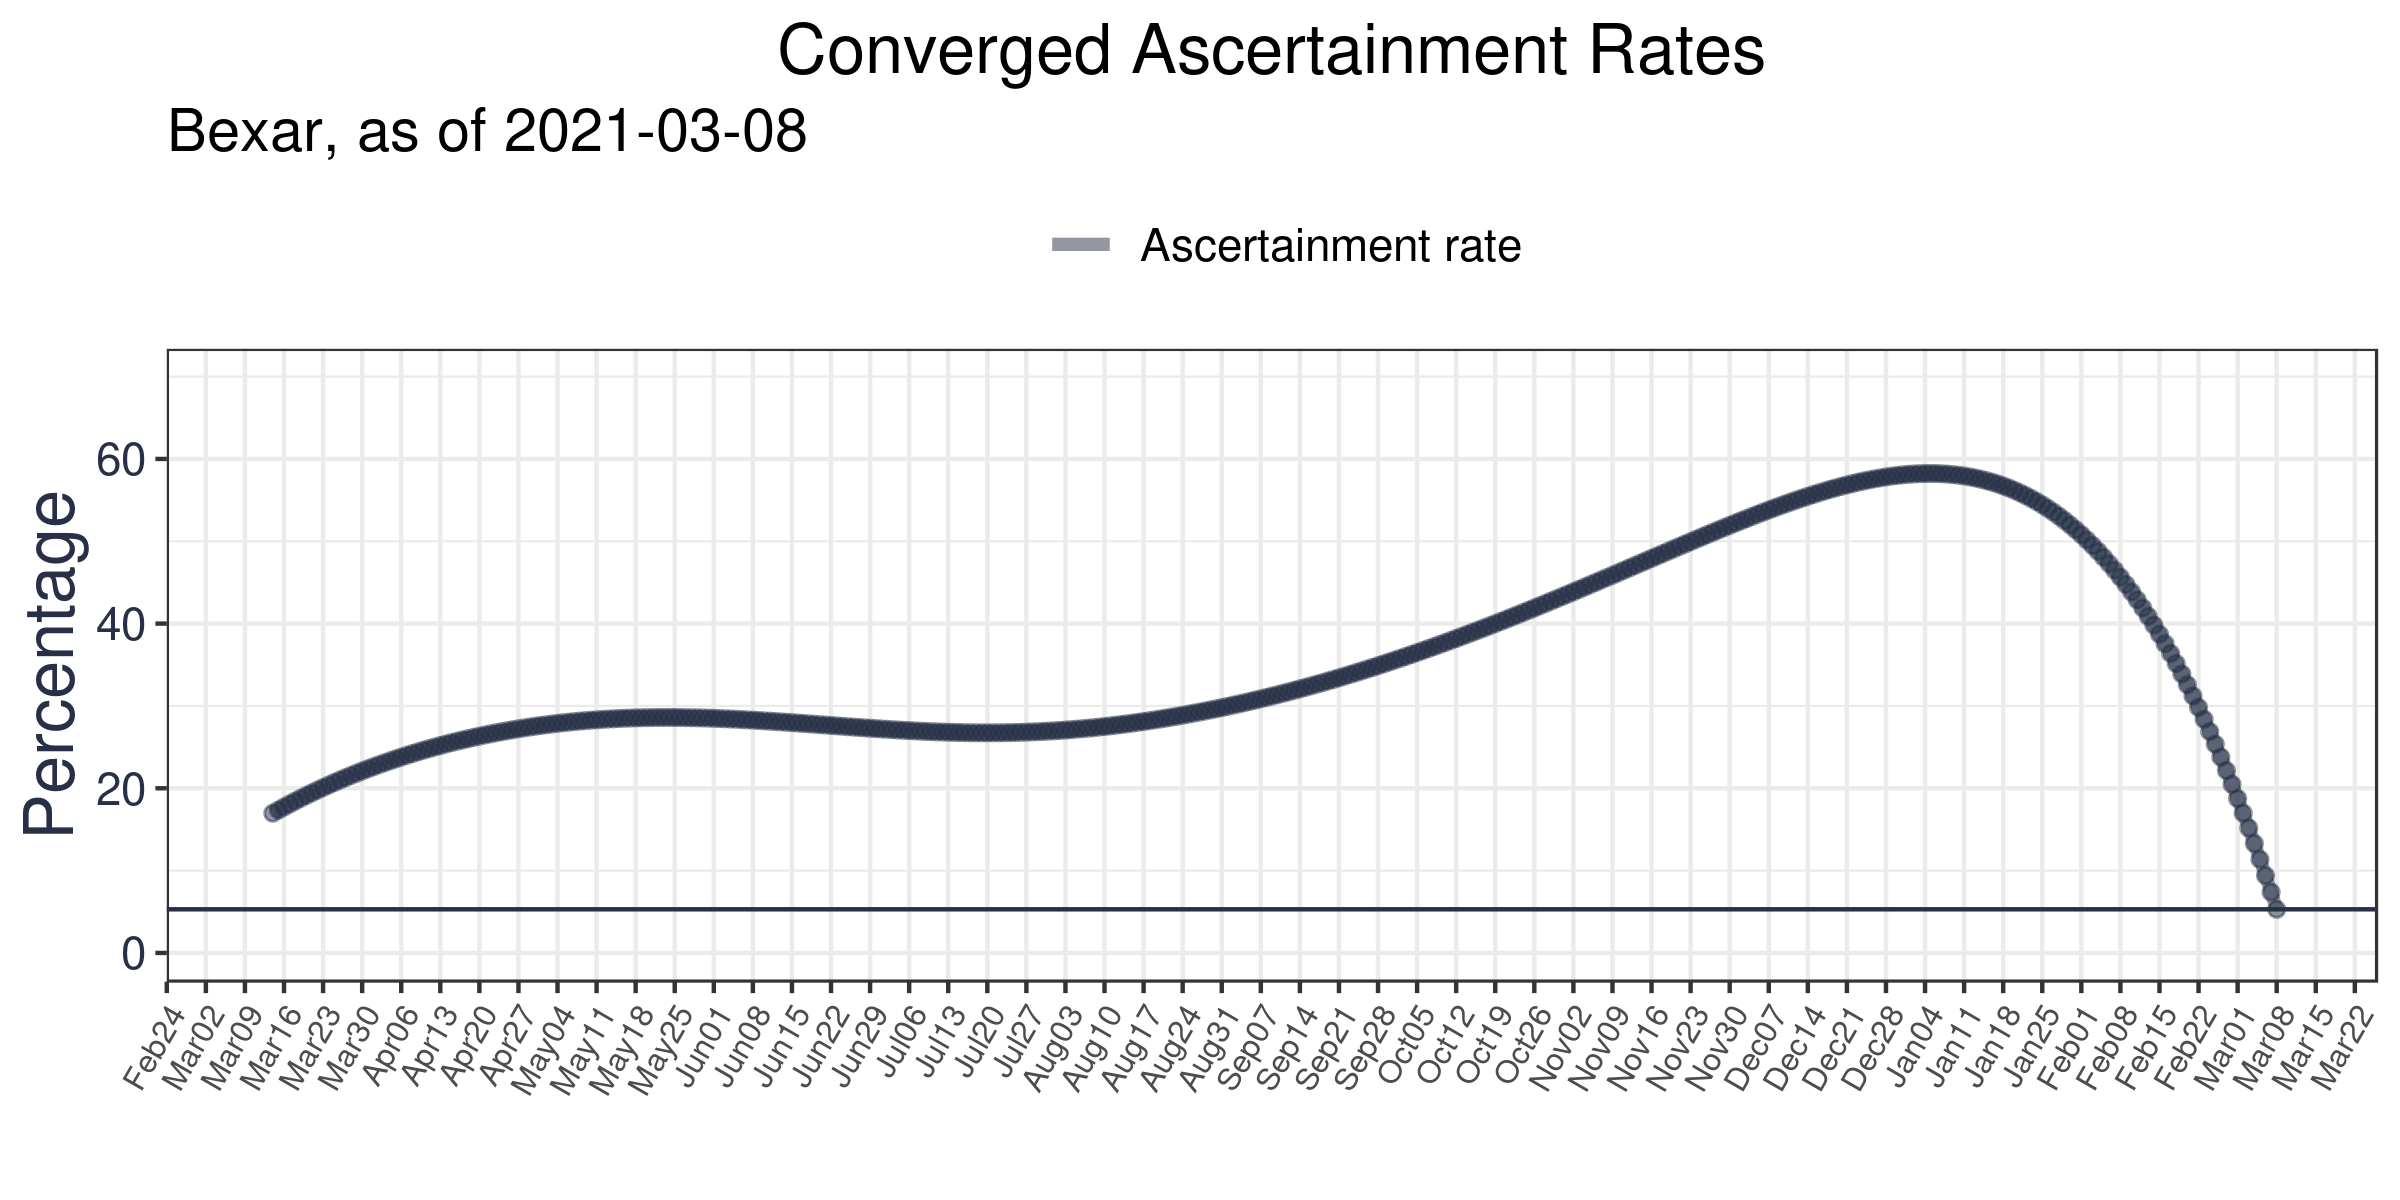 Converged Ascertainment Rates
Bexar, as of 2021-03-08
Ascertainment rate
Percentage
60
40
20
0
Feb24 Mar02 Mar09 Mar16 Mar23 Mar30 Apr06 Apr13 Apr20 Apr27 May04 May11 May18 May25 Jun01 Jun08 Jun15 Jun22 Jun29 Jul06 Jul13 Jul20 Jul27 Aug03 Aug10 Aug17 Aug24 Aug31 Sep07 Sep14 Sep21 Sep28 Oct05 Oct12 Oct19 Oct26 Nov02 Nov09 Nov16 Nov23 Nov30 Dec07 Dec14 Dec21 Dec28 Jan04 Jan11 Jan18 Jan25 Feb01 Feb08 Feb15 Feb22 Mar01 Mar08 Mar15 Mar22